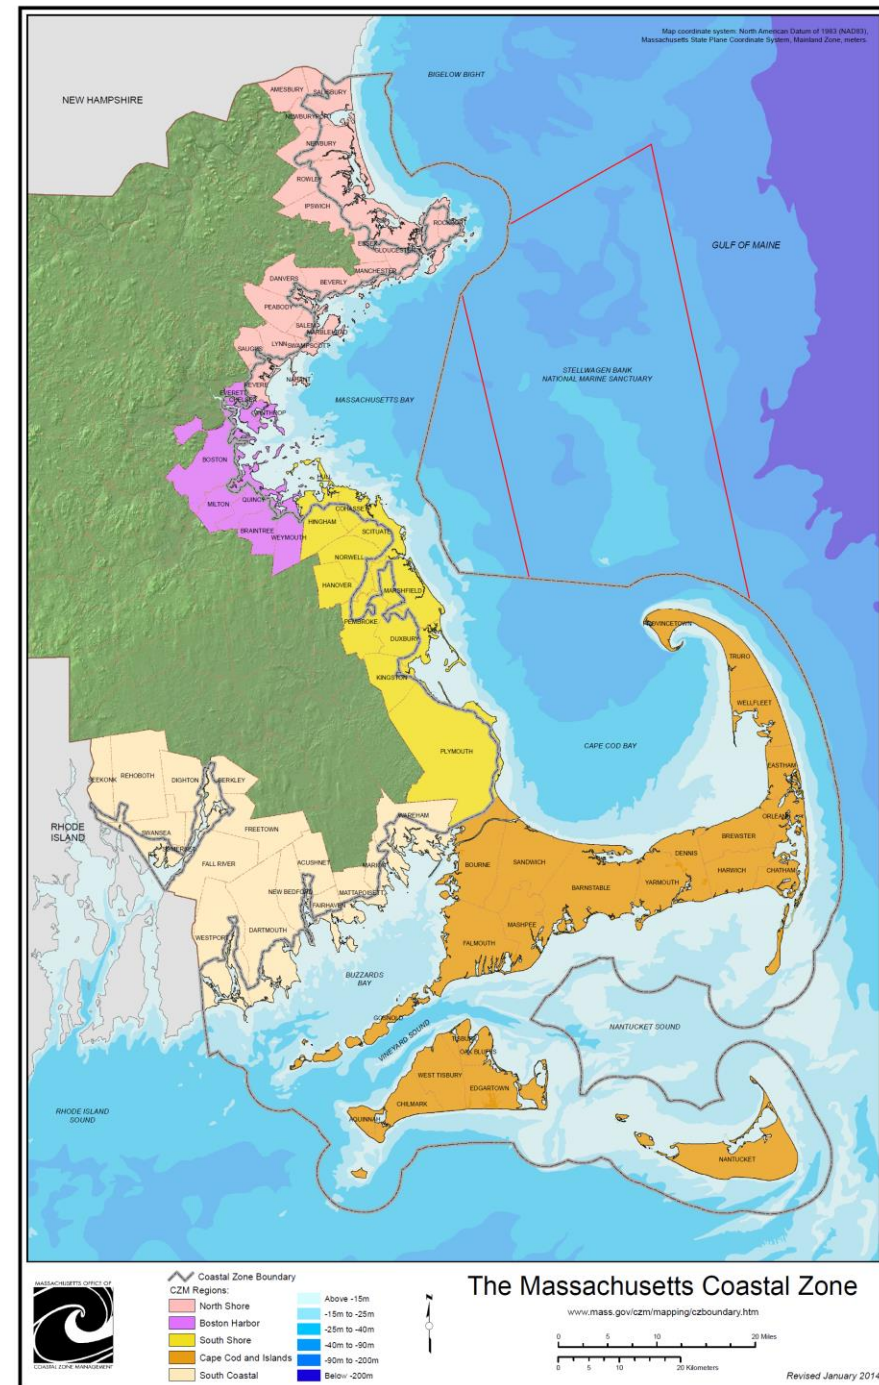 Map coordinate system: North American Datum of 1983 (NAD83),
Massachusetts State Plane Coordinate System, Mainland Zone, meters.
BIGELOW BIGHT
NEW HAMPSHIRE
AMESBURY
SALISBURY
NEWBURYPORT
NEWBURY
ROWLEY
IPSWICH
ESSEX
GLOUCESTER
MANCHESTER
GULF OF MAINE
DANVERS
BEVERLY
PEABODY
SALEM
MARBLEHEAD
LYNN
SWAMPSCOTT
SAUGUS
REVERE
NAHANT
STELLWAGEN BANK
NATIONAL MARINE SANCTUARY
MASSACHUSETTS BAY
EVERETT
CHELSEA
WINTHROP
BOSTON
MILTON
QUINCY
BRAINTREE
WEYMOUTH
HULL
HINGHAM
COHASSET
SCITUATE
NORWELL
HANOVER
MARSHFIELD
PEMBROKE
DUXBURY
KINGSTON
PLYMOUTH
PROVINCETOWN
TRURO
WELLFLEET
CAPE COD BAY
EASTHAM
ORLEANS
BREWSTER
DENNIS
HARWICH
CHATHAM
YARMOUTH
BARNSTABLE
SANDWICH
BOURNE
MASHPEE
FALMOUTH
SEEKONK
REHOBOTH
DIGHTON
BERKLEY
RHODE
ISLAND
SWANSEA
SOMERSET
FREETOWN
FALL RIVER
ACUSHNET
WAREHAM
MARION
NEW BEDFORD
MATTAPOISETT
FAIRHAVEN
DARTMOUTH
WESTPORT
BUZZARDS
BAY
GOSNOLD
VINEYARD SOUND
NANTUCKET SOUND
TISBURY
OAK BLUFFS
WEST TISBURY
EDGARTOWN
CHILMARK
AQUINNAH
RHODE ISLAND
SOUND
NANTUCKET
MASSACHUSETTS OFFICE OF
COASTAL ZONE MANAGEMENT
Coastal Zone Boundary
CZM Regions:
North Shore
Boston Harbor
South Shore
Cape Cod and Islands
South Coastal
Above -15m
-15m to -25m
-25m to -40m
-40m to -90m
-90m to -200m
Below -200m
N
The Massachusetts Coastal Zone
www.mass.gov/czm/mapping/czboundary.htm
0 5 10 20 Miles
0 5 10 20 Kilometers
Revised January 2014